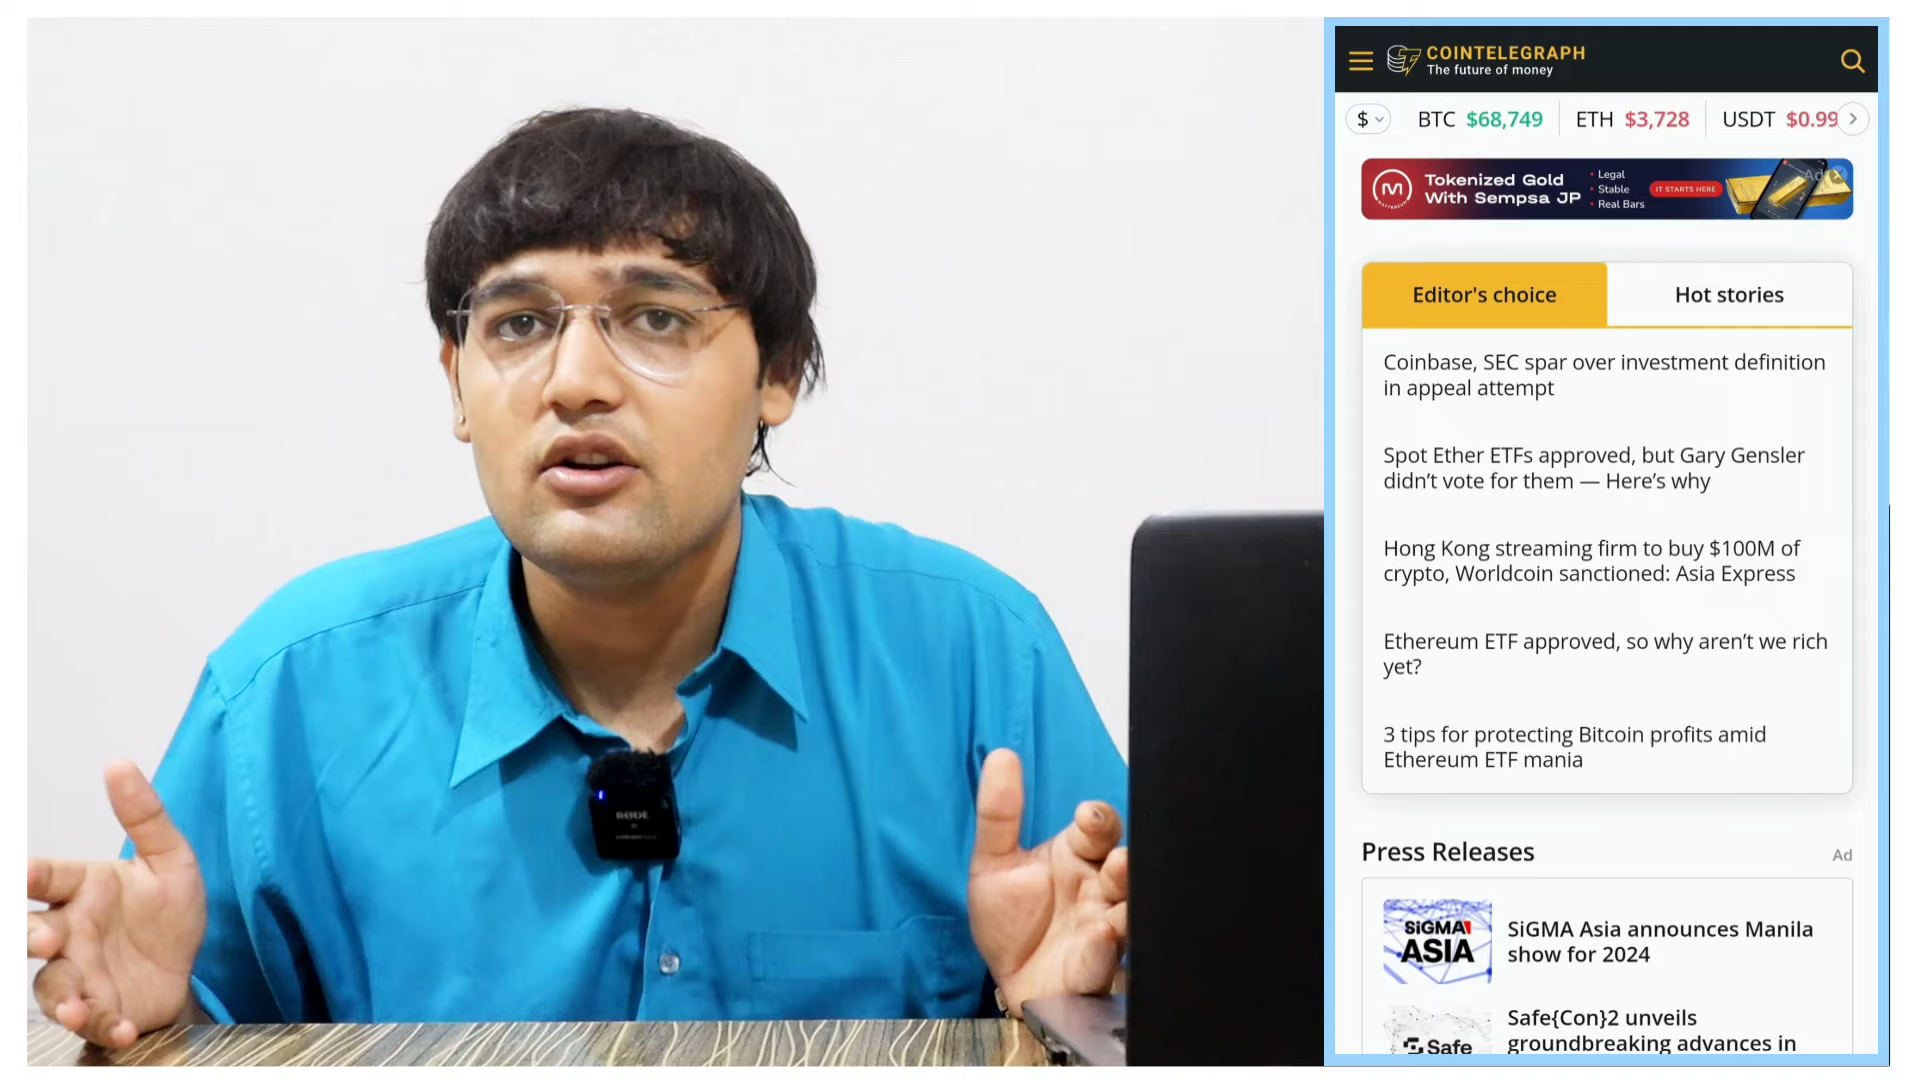 COINTELEGRAPH
The future of money
$ BTC $68,749 ETH $3,728 USDT $0.99
Tokenized Gold
With Sempsa JP
• Legal
• Stable
• Real Bars
IT STARTS HERE
Ad
Editor's choice
Hot stories
Coinbase, SEC spar over investment definition
in appeal attempt
Spot Ether ETFs approved, but Gary Gensler
didn’t vote for them — Here’s why
Hong Kong streaming firm to buy $100M of
crypto, Worldcoin sanctioned: Asia Express
Ethereum ETF approved, so why aren’t we rich
yet?
3 tips for protecting Bitcoin profits amid
Ethereum ETF mania
Press Releases
Ad
SiGMA
ASIA
SiGMA Asia announces Manila
show for 2024
Safe
Safe{Con}2 unveils
groundbreaking advances in
RØDE